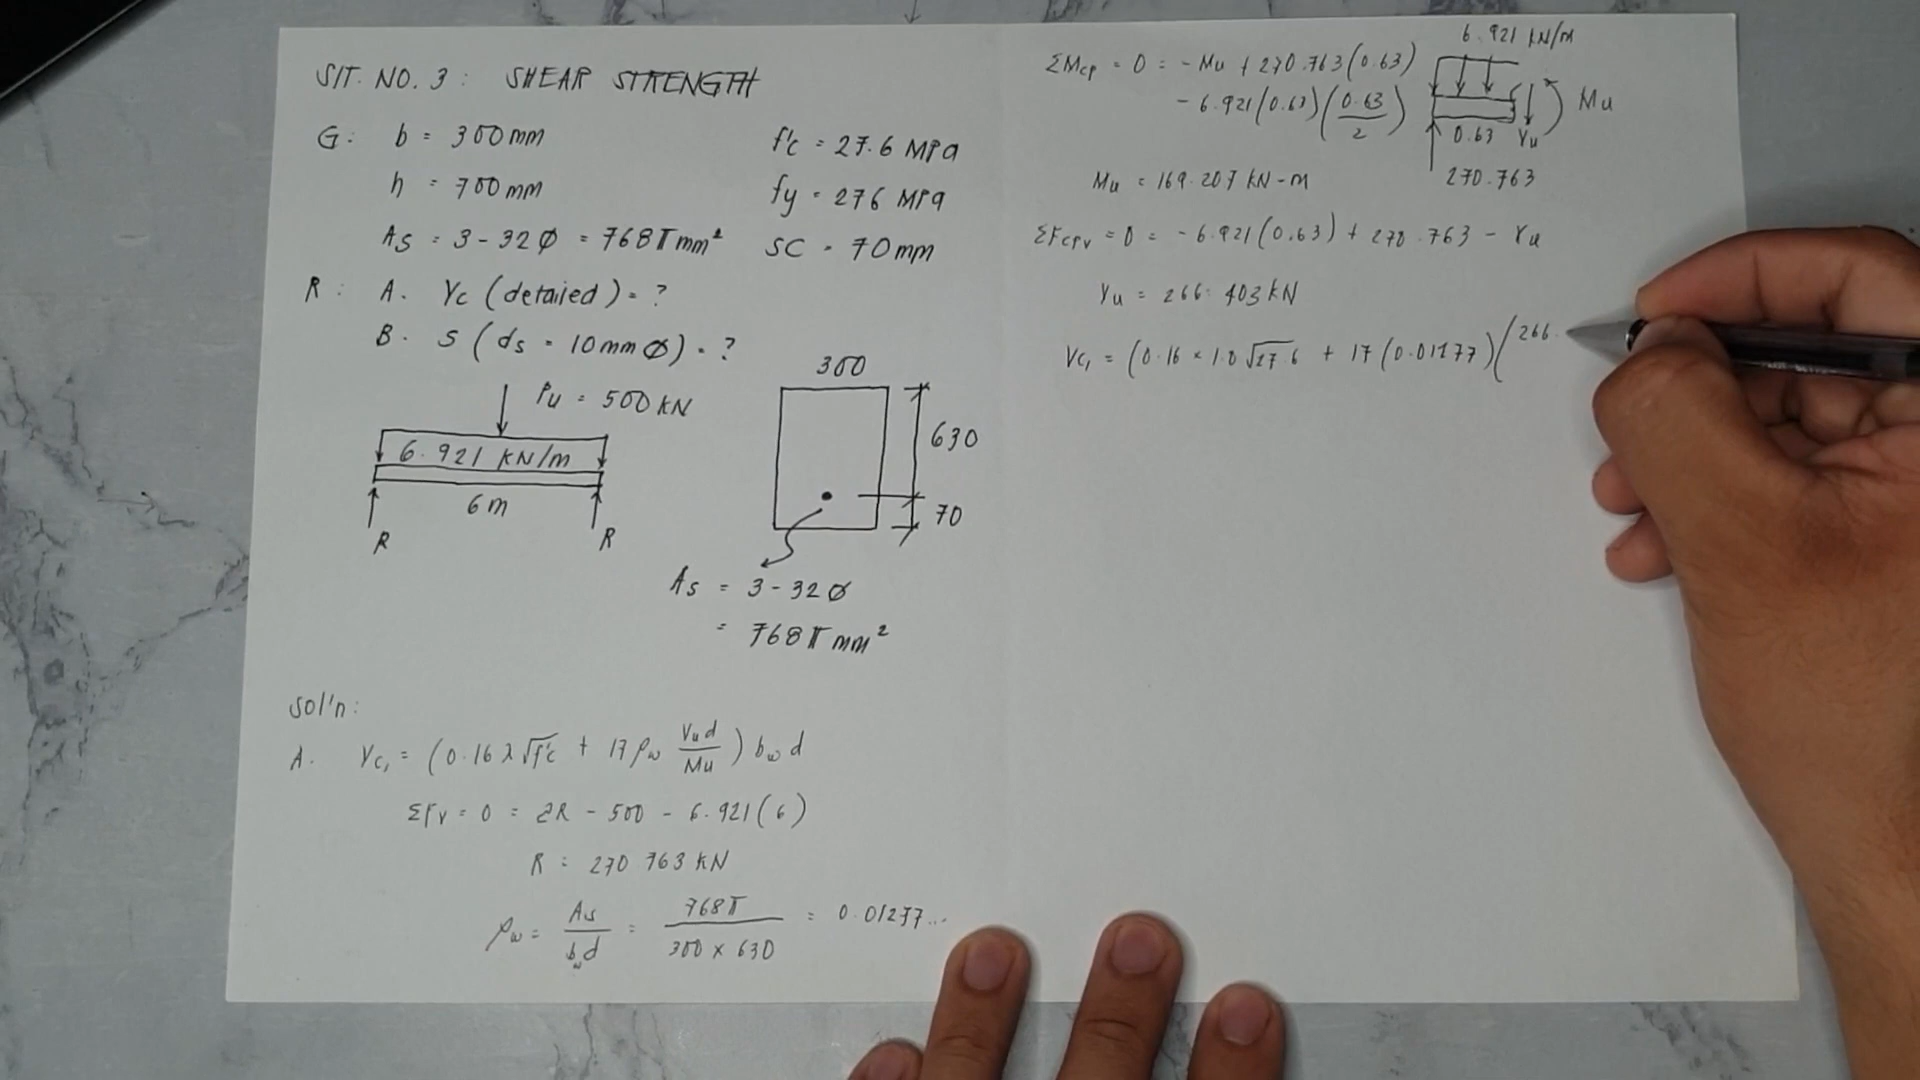 SIT. NO. 3 : SHEAR STRENGTH
G: b = 300 mm
h = 700 mm
As = 3 - 32 Ø = 768 π mm²
f'c = 27.6 MPa
fy = 276 MPa
SC = 70 mm
R: A. Vc (detailed) = ?
B. S (ds = 10 mm Ø) = ?
Pu = 500 kN
6.921 kN/m
6 m
R R
300
630
70
As = 3 - 32 Ø
= 768 π mm²
Sol'n:
A. Vc₁ = (0.16 λ √f'c + 17 ρw Vu d / Mu) bw d
ΣFv = 0 = 2R - 500 - 6.921 (6)
R = 270.763 kN
ρw = As / bw d = 768 π / 300 × 630 = 0.01277...
ΣMcp = 0 = - Mu + 270.763 (0.63)
- 6.921 (0.63) (0.63 / 2)
6.921 kN/m
Mu
0.63 Vu
270.763
Mu = 169.207 kN-m
ΣFcpv = 0 = - 6.921 (0.63) + 270.763 - Vu
Vu = 266.403 kN
Vc₁ = (0.16 × 1.0 √27.6 + 17 (0.01277) (266.